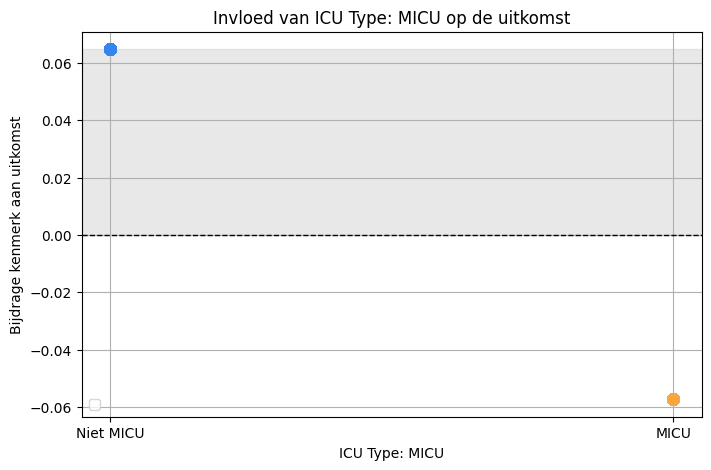 Invloed van ICU Type: MICU op de uitkomst
Bijdrage kenmerk aan uitkomst
0.06
0.04
0.02
0.00
−0.02
−0.04
−0.06
Niet MICU
MICU
ICU Type: MICU